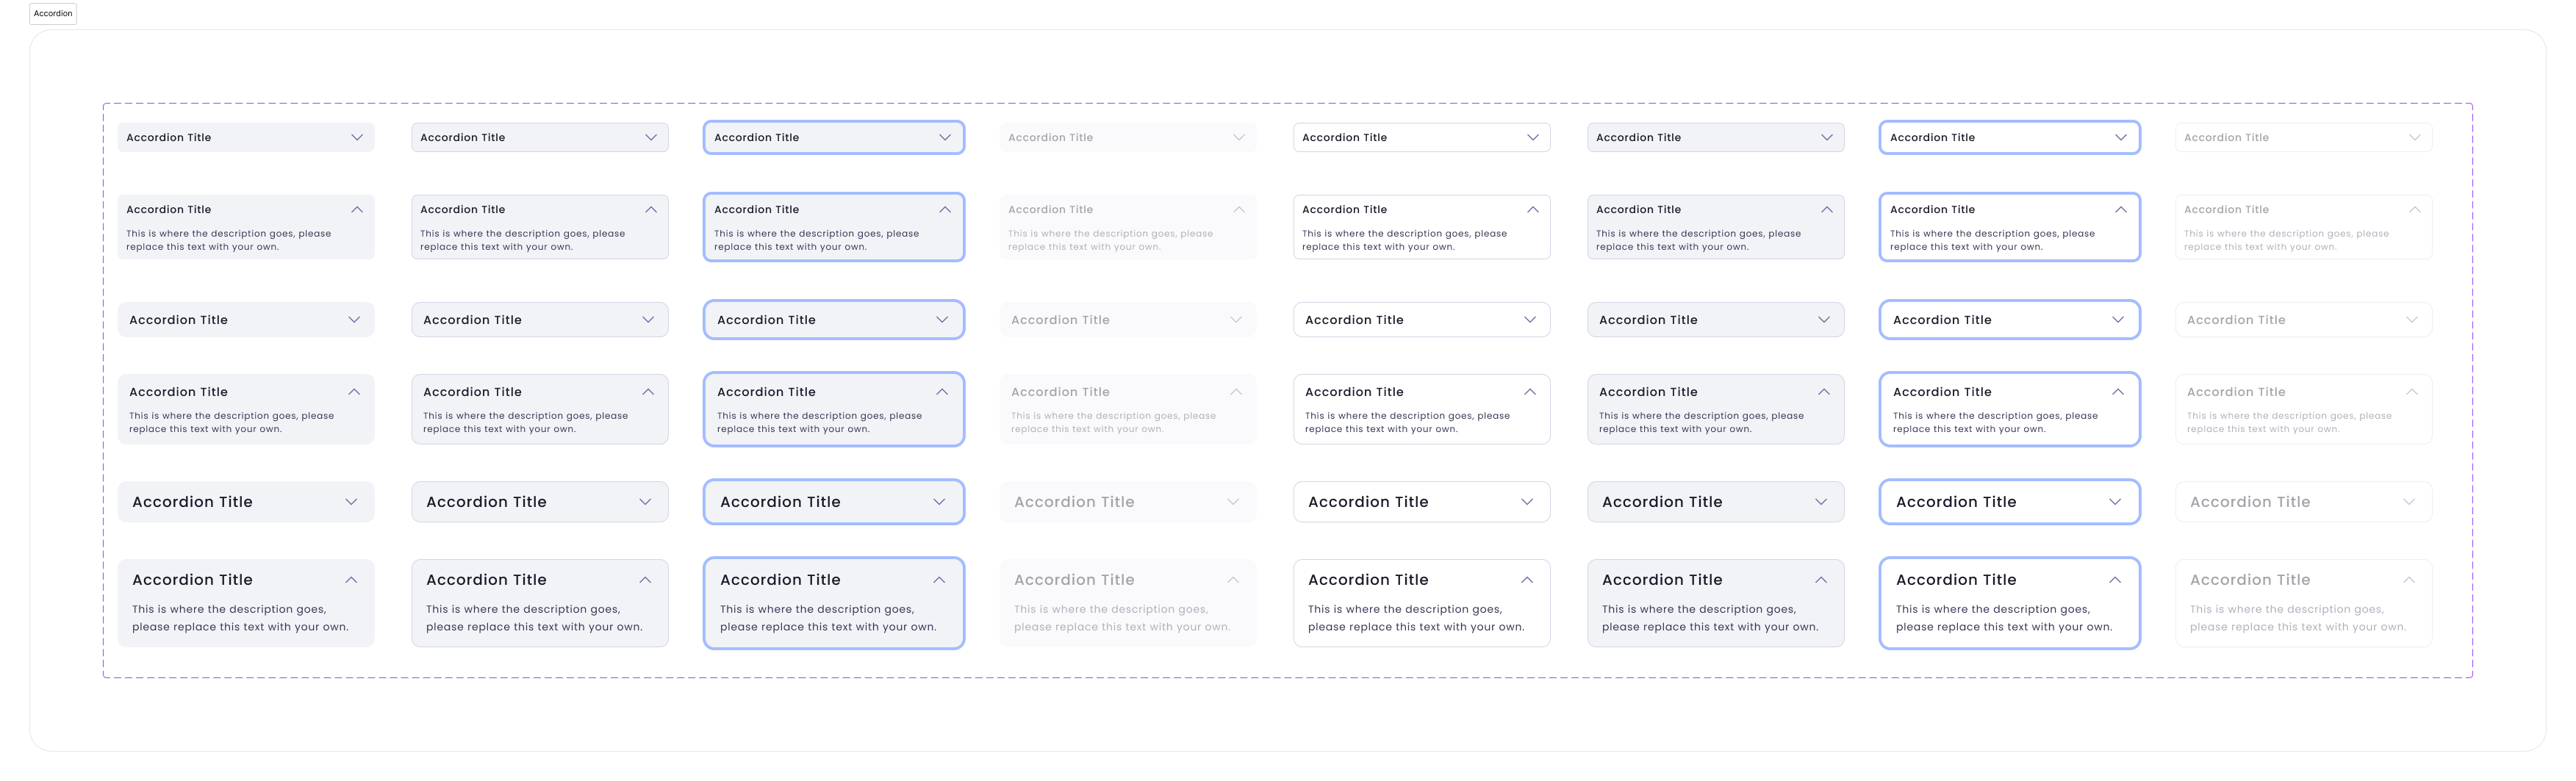 Accordion
Accordion Title
Accordion Title
Accordion Title
Accordion Title
Accordion Title
Accordion Title
Accordion Title
Accordion Title
Accordion Title
This is where the description goes, please
replace this text with your own.
Accordion Title
This is where the description goes, please
replace this text with your own.
Accordion Title
This is where the description goes, please
replace this text with your own.
Accordion Title
This is where the description goes, please
replace this text with your own.
Accordion Title
This is where the description goes, please
replace this text with your own.
Accordion Title
This is where the description goes, please
replace this text with your own.
Accordion Title
This is where the description goes, please
replace this text with your own.
Accordion Title
This is where the description goes, please
replace this text with your own.
Accordion Title
Accordion Title
Accordion Title
Accordion Title
Accordion Title
Accordion Title
Accordion Title
Accordion Title
Accordion Title
This is where the description goes, please
replace this text with your own.
Accordion Title
This is where the description goes, please
replace this text with your own.
Accordion Title
This is where the description goes, please
replace this text with your own.
Accordion Title
This is where the description goes, please
replace this text with your own.
Accordion Title
This is where the description goes, please
replace this text with your own.
Accordion Title
This is where the description goes, please
replace this text with your own.
Accordion Title
This is where the description goes, please
replace this text with your own.
Accordion Title
This is where the description goes, please
replace this text with your own.
Accordion Title
Accordion Title
Accordion Title
Accordion Title
Accordion Title
Accordion Title
Accordion Title
Accordion Title
Accordion Title
This is where the description goes,
please replace this text with your own.
Accordion Title
This is where the description goes,
please replace this text with your own.
Accordion Title
This is where the description goes,
please replace this text with your own.
Accordion Title
This is where the description goes,
please replace this text with your own.
Accordion Title
This is where the description goes,
please replace this text with your own.
Accordion Title
This is where the description goes,
please replace this text with your own.
Accordion Title
This is where the description goes,
please replace this text with your own.
Accordion Title
This is where the description goes,
please replace this text with your own.